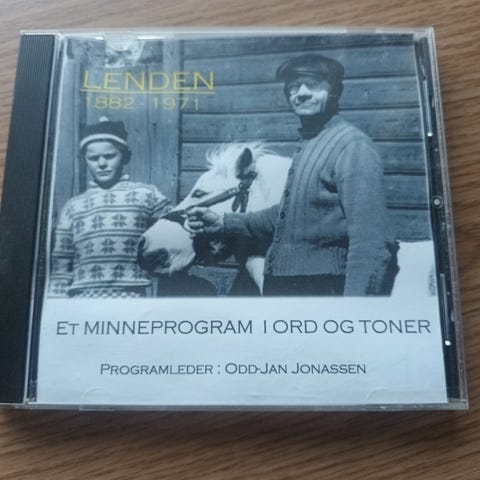 LENDEN
1882 - 1971
ET MINNEPROGRAM I ORD OG TONER
PROGRAMLEDER : ODD-JAN JONASSEN